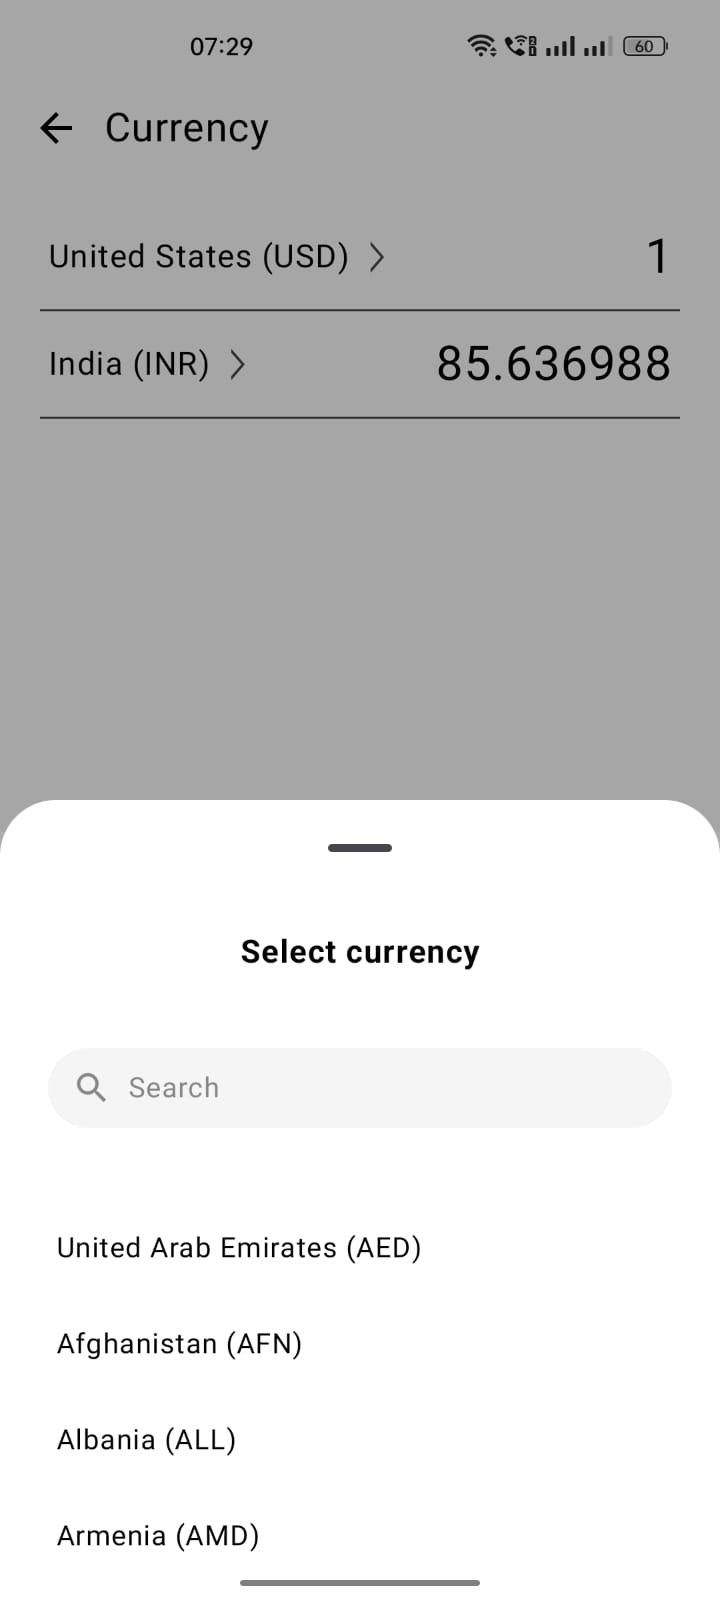 07:29
60
Currency
United States (USD)
1
India (INR)
85.636988
Select currency
Search
United Arab Emirates (AED)
Afghanistan (AFN)
Albania (ALL)
Armenia (AMD)